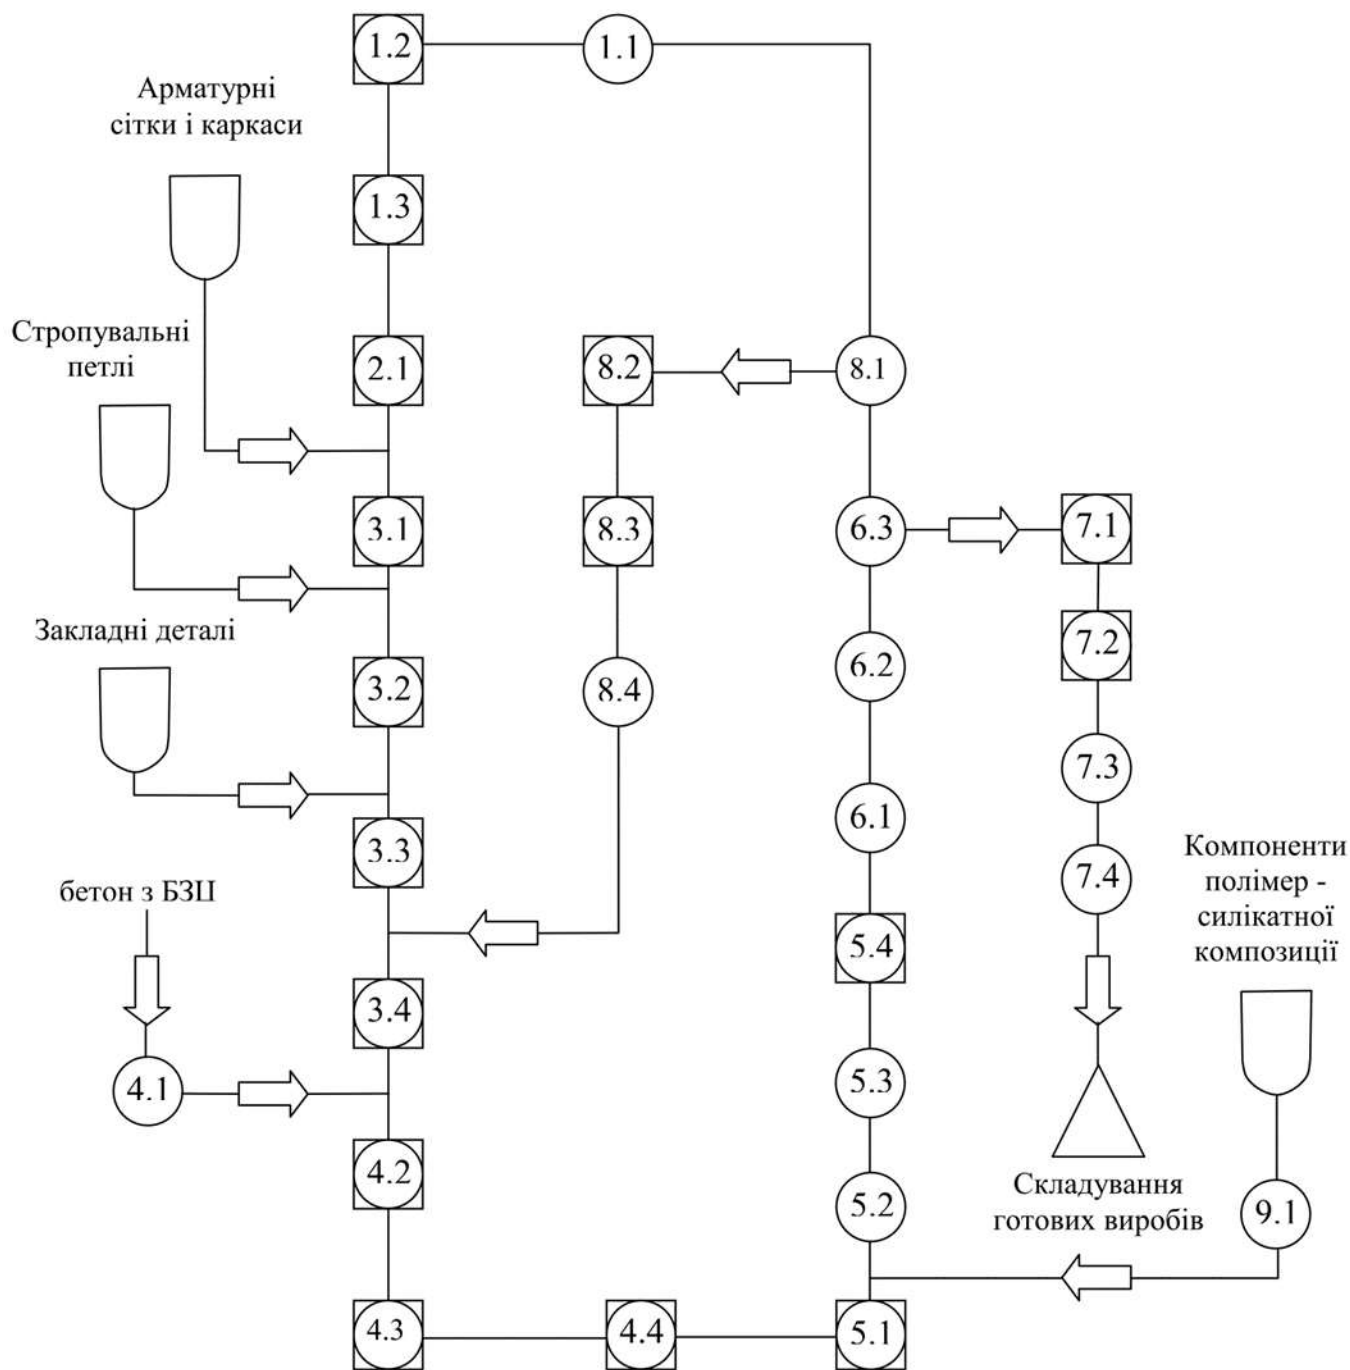 1.2
1.1
Арматурні
сітки і каркаси
1.3
Стропувальні
петлі
2.1
8.2
8.1
3.1
8.3
6.3
7.1
Закладні деталі
7.2
6.2
3.2
8.4
7.3
6.1
3.3
7.4
Компоненти
полімер -
силікатної
композиції
бетон з БЗЦ
5.4
3.4
5.3
4.1
4.2
5.2
Складування
готових виробів
9.1
4.3
4.4
5.1